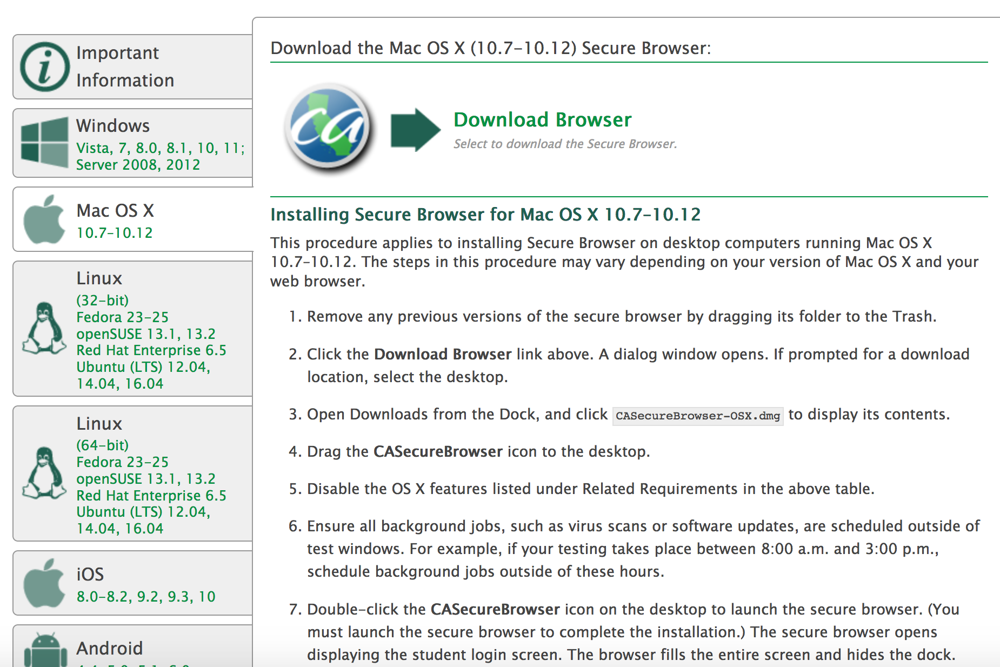 Important
Information
Windows
Vista, 7, 8.0, 8.1, 10, 11;
Server 2008, 2012
Mac OS X
10.7–10.12
Linux
(32-bit)
Fedora 23–25
openSUSE 13.1, 13.2
Red Hat Enterprise 6.5
Ubuntu (LTS) 12.04,
14.04, 16.04
Linux
(64-bit)
Fedora 23–25
openSUSE 13.1, 13.2
Red Hat Enterprise 6.5
Ubuntu (LTS) 12.04,
14.04, 16.04
iOS
8.0–8.2, 9.2, 9.3, 10
Android
Download the Mac OS X (10.7–10.12) Secure Browser:
CA
Download Browser
Select to download the Secure Browser.
Installing Secure Browser for Mac OS X 10.7–10.12
This procedure applies to installing Secure Browser on desktop computers running Mac OS X
10.7–10.12. The steps in this procedure may vary depending on your version of Mac OS X and your
web browser.
1. Remove any previous versions of the secure browser by dragging its folder to the Trash.
2. Click the Download Browser link above. A dialog window opens. If prompted for a download
location, select the desktop.
3. Open Downloads from the Dock, and click CASecureBrowser-OSX.dmg to display its contents.
4. Drag the CASecureBrowser icon to the desktop.
5. Disable the OS X features listed under Related Requirements in the above table.
6. Ensure all background jobs, such as virus scans or software updates, are scheduled outside of
test windows. For example, if your testing takes place between 8:00 a.m. and 3:00 p.m.,
schedule background jobs outside of these hours.
7. Double-click the CASecureBrowser icon on the desktop to launch the secure browser. (You
must launch the secure browser to complete the installation.) The secure browser opens
displaying the student login screen. The browser fills the entire screen and hides the dock.